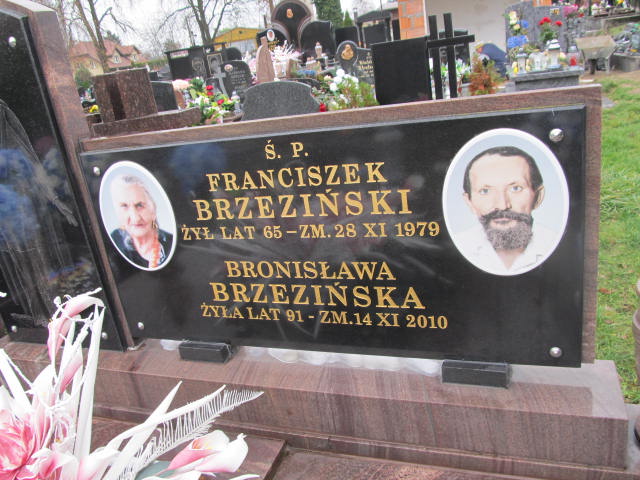 Ś. P.
FRANCISZEK
BRZEZIŃSKI
ŻYŁ LAT 65 – ZM. 28 XI 1979
BRONISŁAWA
BRZEZIŃSKA
ŻYŁA LAT 91 - ZM. 14 XI 2010